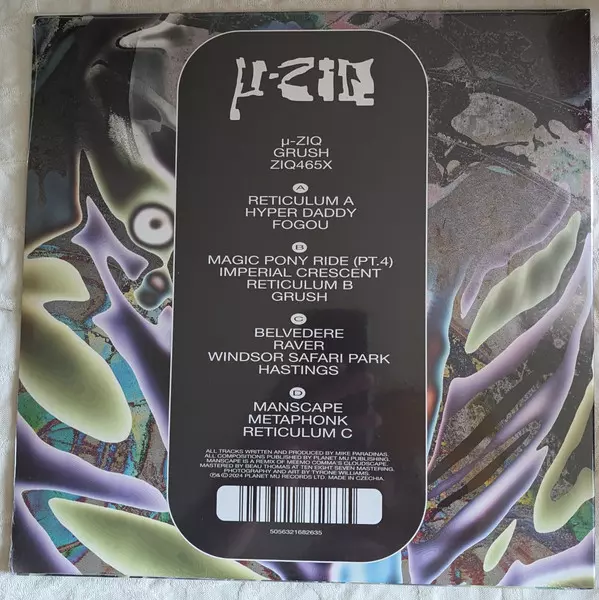 µ-ZIQ
µ-ZIQ
GRUSH
ZIQ465X
A
RETICULUM A
HYPER DADDY
FOGOU
B
MAGIC PONY RIDE (PT.4)
IMPERIAL CRESCENT
RETICULUM B
GRUSH
C
BELVEDERE
RAVER
WINDSOR SAFARI PARK
HASTINGS
D
MANSCAPE
METAPHONK
RETICULUM C
ALL TRACKS WRITTEN AND PRODUCED BY MIKE PARADINAS.
ALL COMPOSITIONS PUBLISHED BY PLANET MU PUBLISHING.
MANSCAPE IS A REMIX OF MEEMO COMMA'S CLOUDSCAPE.
MASTERED BY BEAU THOMAS AT TEN EIGHT SEVEN MASTERING.
PHOTOGRAPHY AND ART BY TYRONE WILLIAMS.
℗& © 2024 PLANET MU RECORDS LTD. MADE IN CZECHIA.
5056321682635